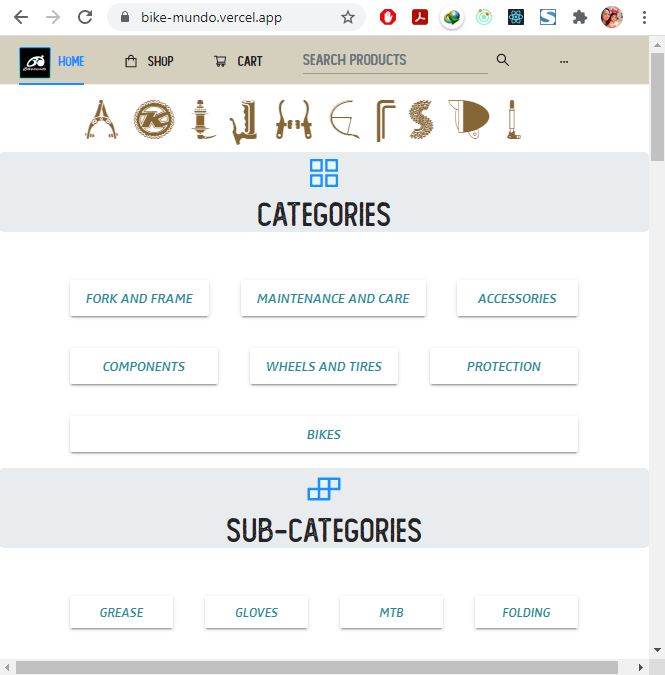 bike-mundo.vercel.app
HOME SHOP CART SEARCH PRODUCTS ...
CATEGORIES
FORK AND FRAME MAINTENANCE AND CARE ACCESSORIES
COMPONENTS WHEELS AND TIRES PROTECTION
BIKES
SUB-CATEGORIES
GREASE GLOVES MTB FOLDING